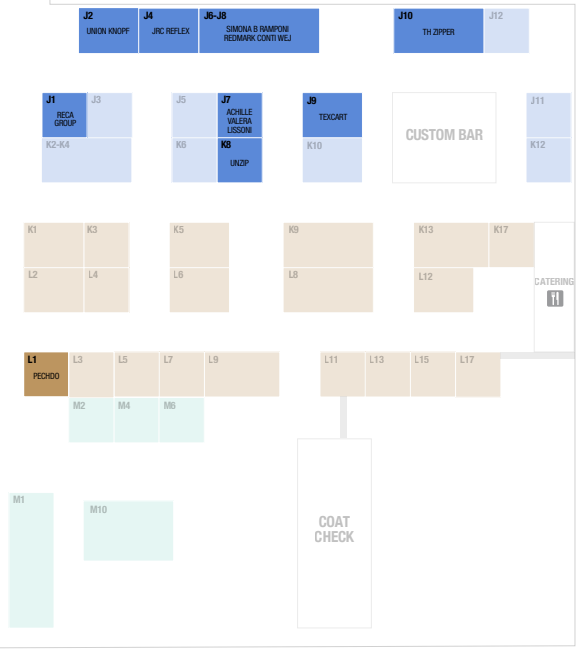 J2
UNION KNOPF
J4
JRC REFLEX
J6-J8
SIMONA B RAMPONI
REDMARK CONTI WEJ
J10
TH ZIPPER
J12
J1
RECA
GROUP
J3
J5
J7
ACHILLE
VALERA
LISSONI
J9
TEXCART
CUSTOM BAR
J11
K2-K4
K6
K8
UNZIP
K10
K12
K1
K3
K5
K9
K13
K17
L2
L4
L6
L8
L12
CATERING
L1
PECHDO
L3
L5
L7
L9
L11
L13
L15
L17
M2
M4
M6
M1
M10
COAT
CHECK